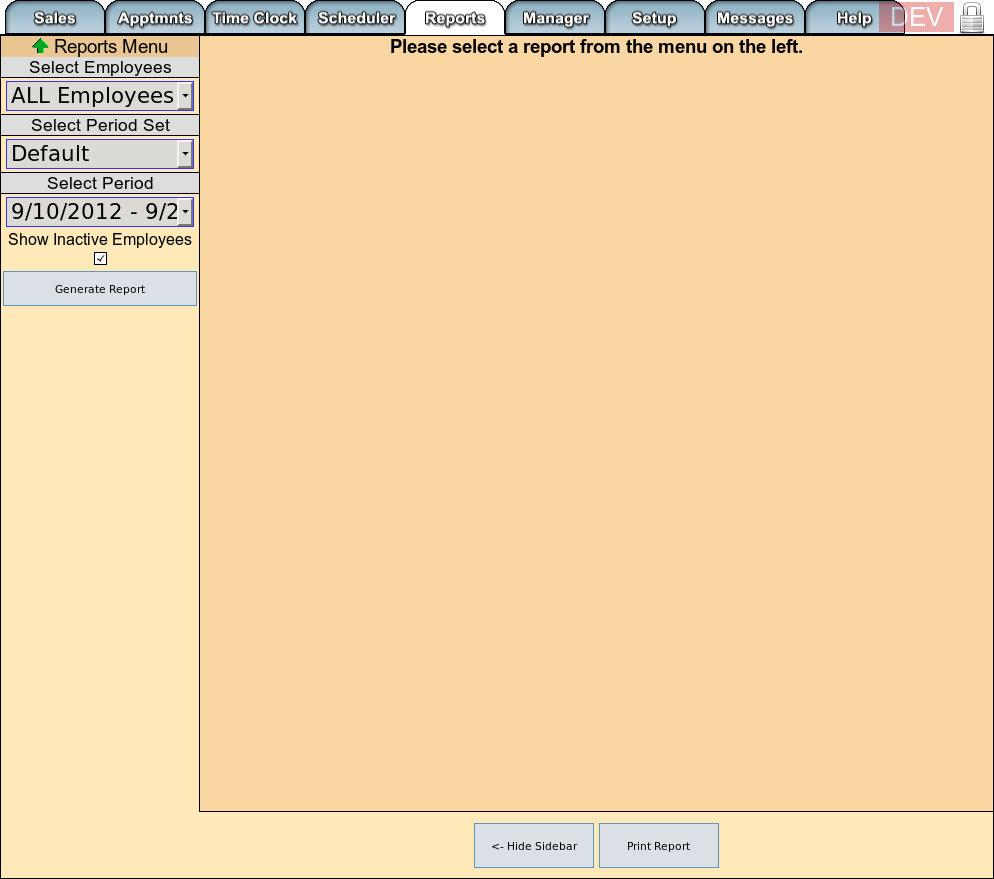 Sales Apptmnts Time Clock Scheduler Reports Manager Setup Messages Help DEV
Reports Menu
Select Employees
ALL Employees
Select Period Set
Default
Select Period
9/10/2012 - 9/2
Show Inactive Employees
Generate Report
Please select a report from the menu on the left.
<- Hide Sidebar Print Report